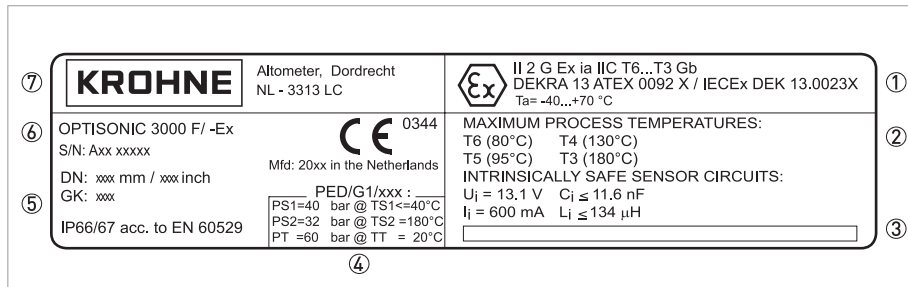 ⑦ KROHNE
Altometer, Dordrecht
NL - 3313 LC
II 2 G Ex ia IIC T6...T3 Gb ①
DEKRA 13 ATEX 0092 X / IECEx DEK 13.0023X
Ta= -40...+70 °C
Ex
⑥ OPTISONIC 3000 F/ -Ex
S/N: Axx xxxxx
CE 0344
Mfd: 20xx in the Netherlands
MAXIMUM PROCESS TEMPERATURES: ②
T6 (80°C) T4 (130°C)
T5 (95°C) T3 (180°C)
INTRINSICALLY SAFE SENSOR CIRCUITS:
Ui = 13.1 V Ci ≤ 11.6 nF
Ii = 600 mA Li ≤ 134 µH
③
DN: xxx mm / xxx inch
⑤ GK: xxx
IP66/67 acc. to EN 60529
PED/G1/xxx :
PS1=40 bar @ TS1<=40°C
PS2=32 bar @ TS2 =180°C
PT =60 bar @ TT = 20°C
④